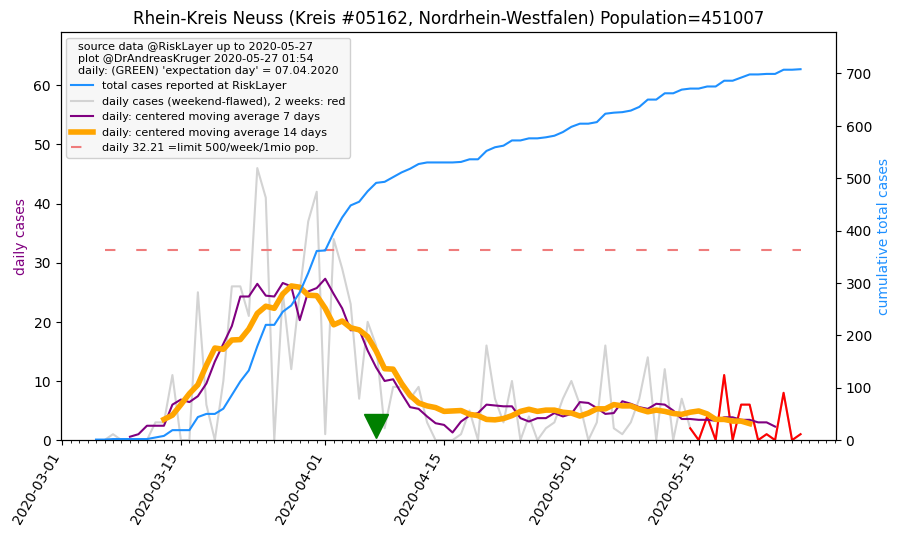 Rhein-Kreis Neuss (Kreis #05162, Nordrhein-Westfalen) Population=451007
source data @RiskLayer up to 2020-05-27
plot @DrAndreasKruger 2020-05-27 01:54
daily: (GREEN) 'expectation day' = 07.04.2020
total cases reported at RiskLayer
daily cases (weekend-flawed), 2 weeks: red
daily: centered moving average 7 days
daily: centered moving average 14 days
daily 32.21 =limit 500/week/1mio pop.
daily cases
60
50
40
30
20
10
0
700
600
500
400
300
200
100
0
cumulative total cases
2020-03-01
2020-03-15
2020-04-01
2020-04-15
2020-05-01
2020-05-15